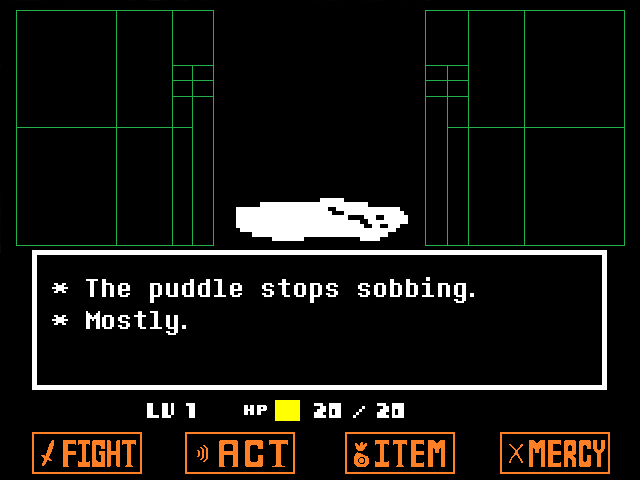 * The puddle stops sobbing.
* Mostly.
LV 1 HP 20 / 20
FIGHT ACT ITEM MERCY